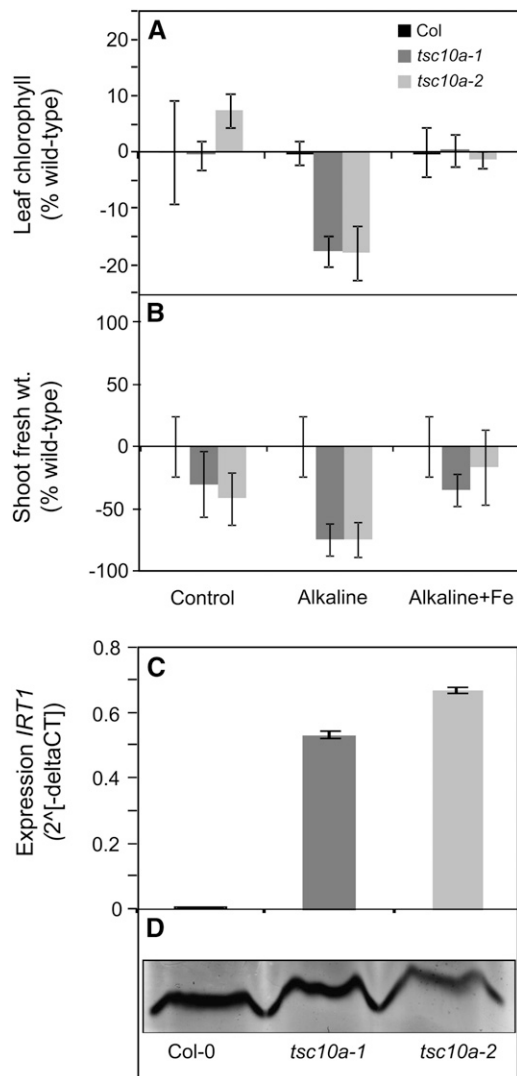 A
Col
tsc10a-1
tsc10a-2
20
10
0
-10
-20
Leaf chlorophyll
(% wild-type)
B
100
50
0
-50
-100
Shoot fresh wt.
(% wild-type)
Control Alkaline Alkaline+Fe
C
0.8
0.6
0.4
0.2
0
Expression IRT1
(2^[-deltaCT])
D
Col-0 tsc10a-1 tsc10a-2